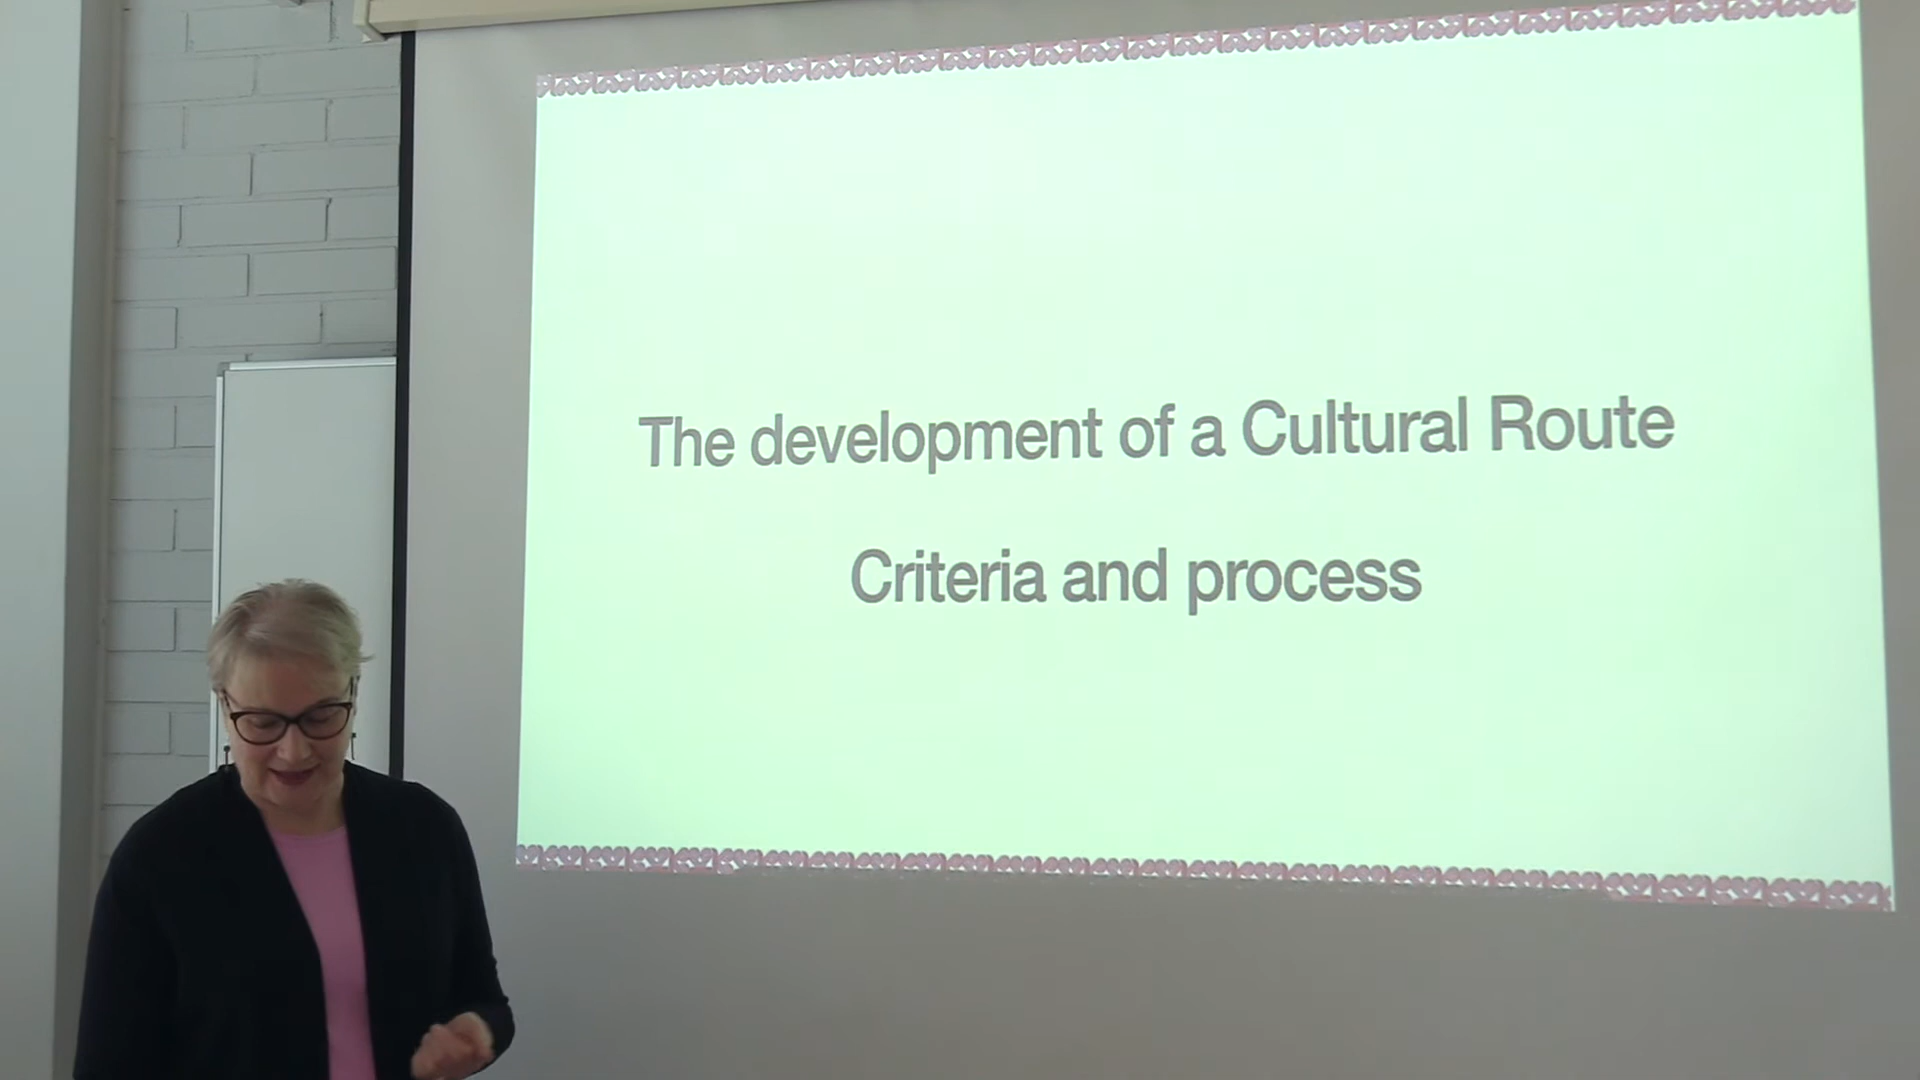 The development of a Cultural Route
Criteria and process